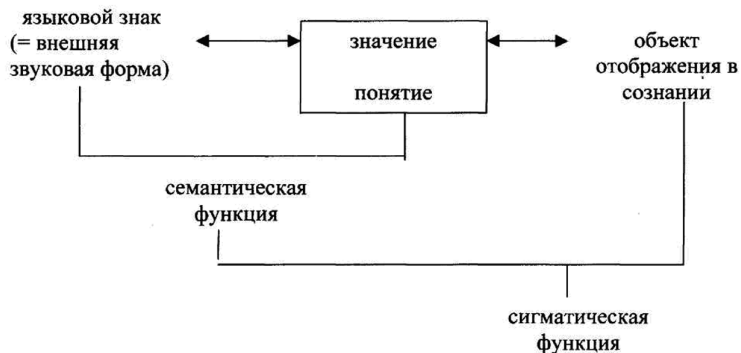 языковой знак
(= внешняя
звуковая форма)
значение
понятие
объект
отображения в
сознании
семантическая
функция
сигматическая
функция